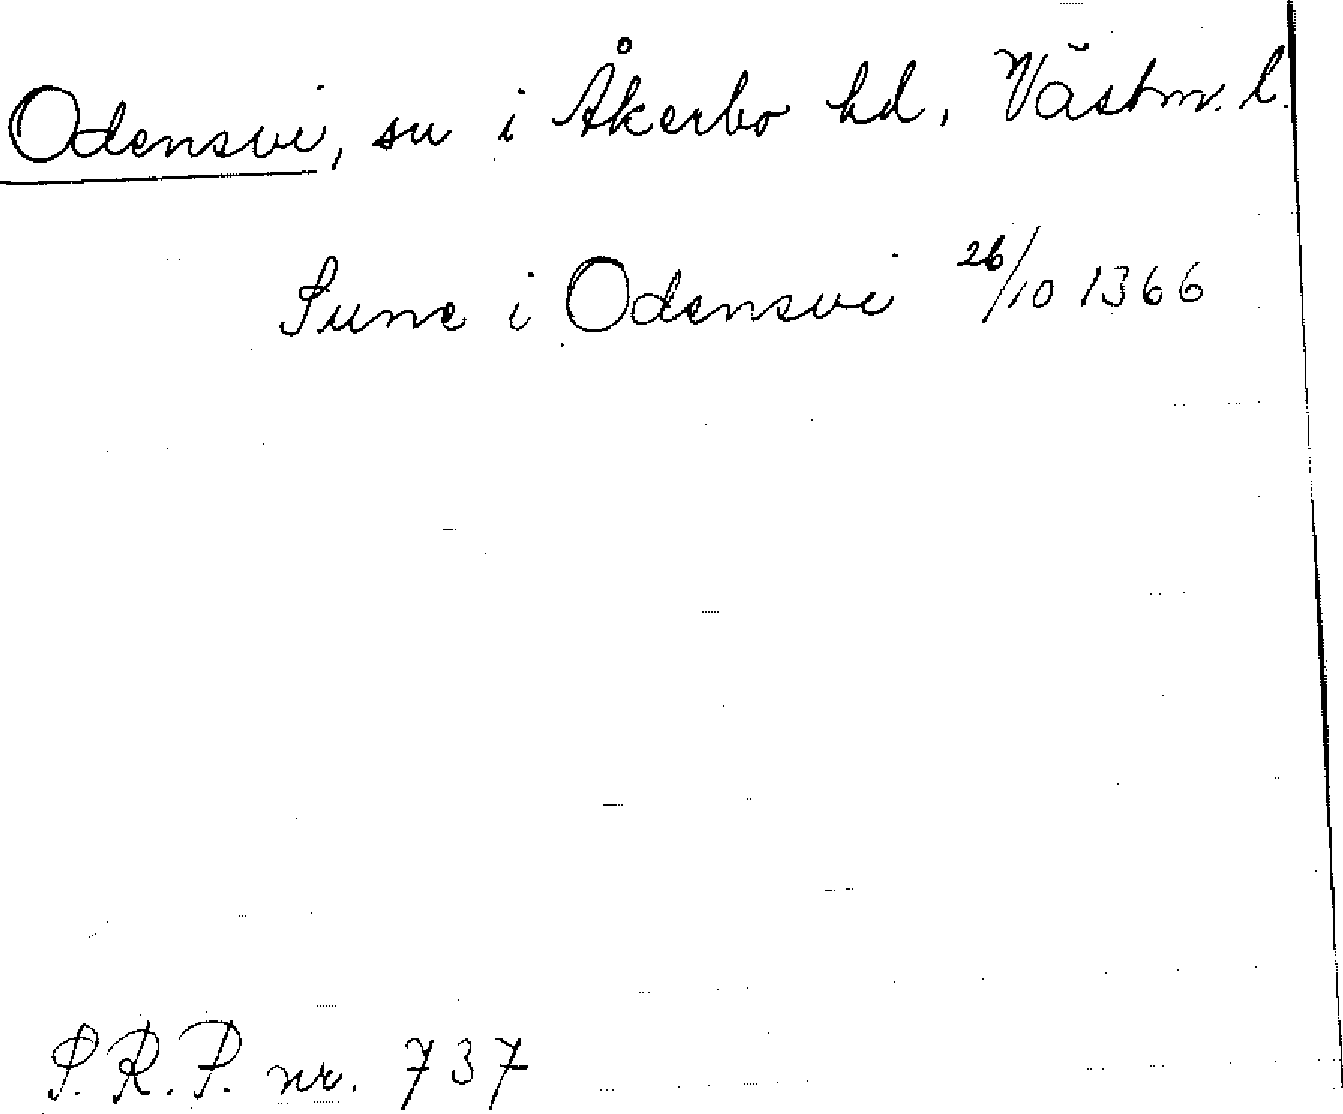 Odensvi, sn i Åkerbo hd, Västm. l.
Sune i Odensvi 26/10 1366
S.R.P. nr. 737